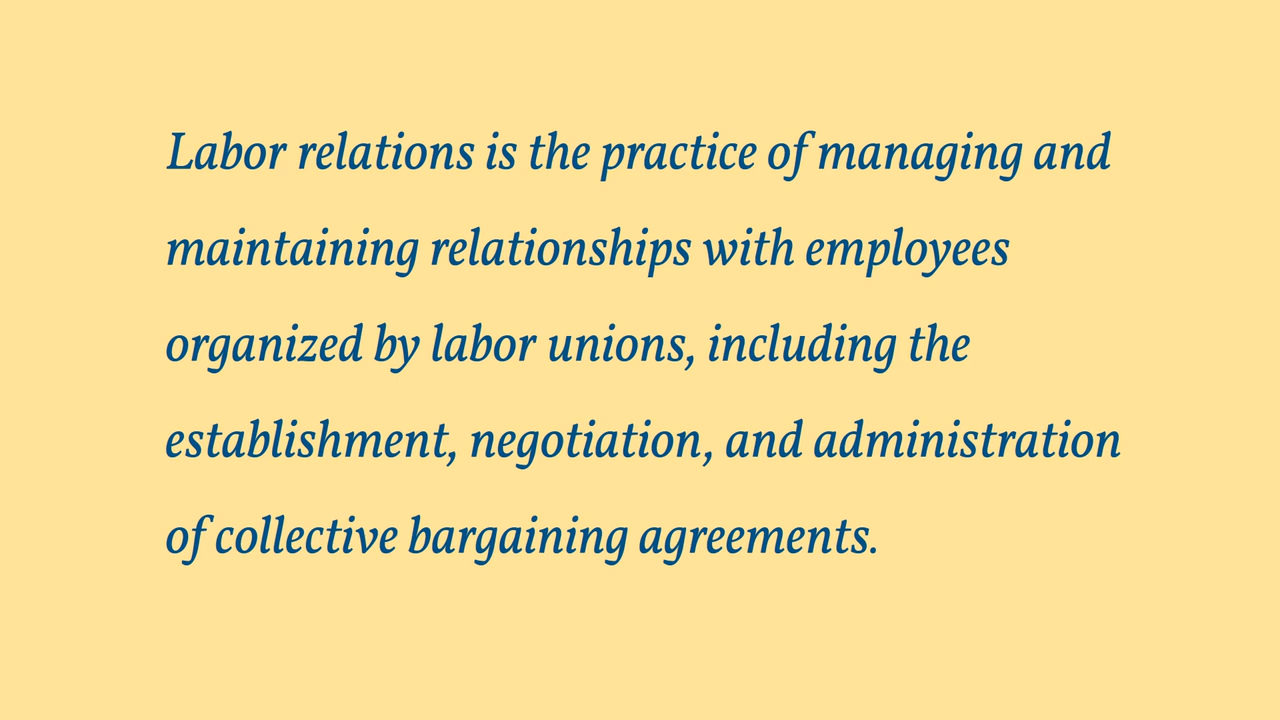 Labor relations is the practice of managing and
maintaining relationships with employees
organized by labor unions, including the
establishment, negotiation, and administration
of collective bargaining agreements.